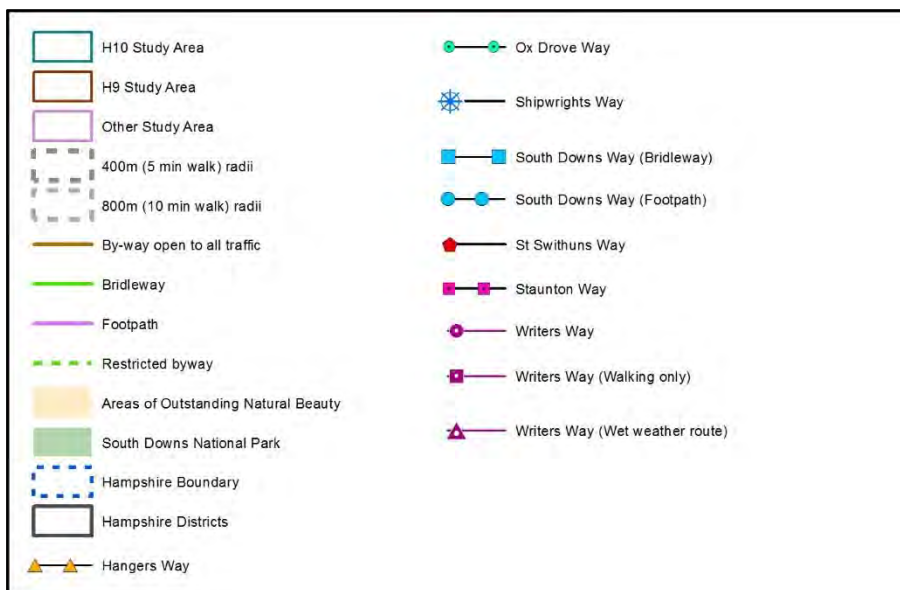 H10 Study Area
H9 Study Area
Other Study Area
400m (5 min walk) radii
800m (10 min walk) radii
By-way open to all traffic
Bridleway
Footpath
Restricted byway
Areas of Outstanding Natural Beauty
South Downs National Park
Hampshire Boundary
Hampshire Districts
Hangers Way
Ox Drove Way
Shipwrights Way
South Downs Way (Bridleway)
South Downs Way (Footpath)
St Swithuns Way
Staunton Way
Writers Way
Writers Way (Walking only)
Writers Way (Wet weather route)